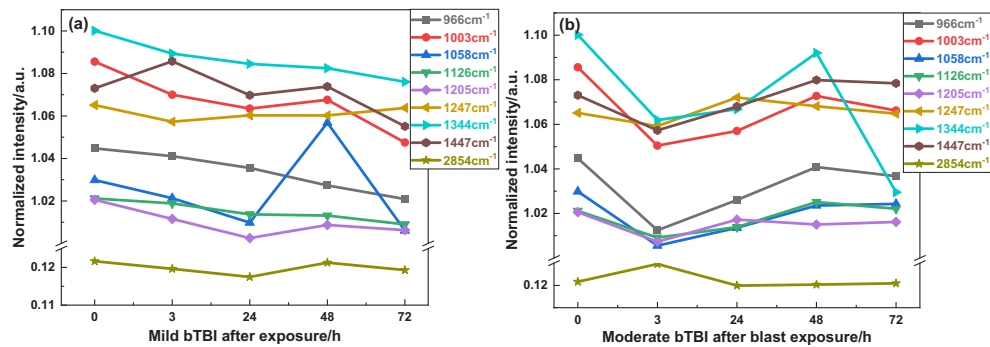 (a)
Normalized intensity/a.u.
1.10
1.08
1.06
1.04
1.02
0.12
0.11
0
3
24
48
72
Mild bTBI after exposure/h
966cm⁻¹
1003cm⁻¹
1058cm⁻¹
1126cm⁻¹
1205cm⁻¹
1247cm⁻¹
1344cm⁻¹
1447cm⁻¹
2854cm⁻¹
(b)
Normalized intensity/a.u.
1.10
1.08
1.06
1.04
1.02
0.12
0
3
24
48
72
Moderate bTBI after blast exposure/h
966cm⁻¹
1003cm⁻¹
1058cm⁻¹
1126cm⁻¹
1205cm⁻¹
1247cm⁻¹
1344cm⁻¹
1447cm⁻¹
2854cm⁻¹